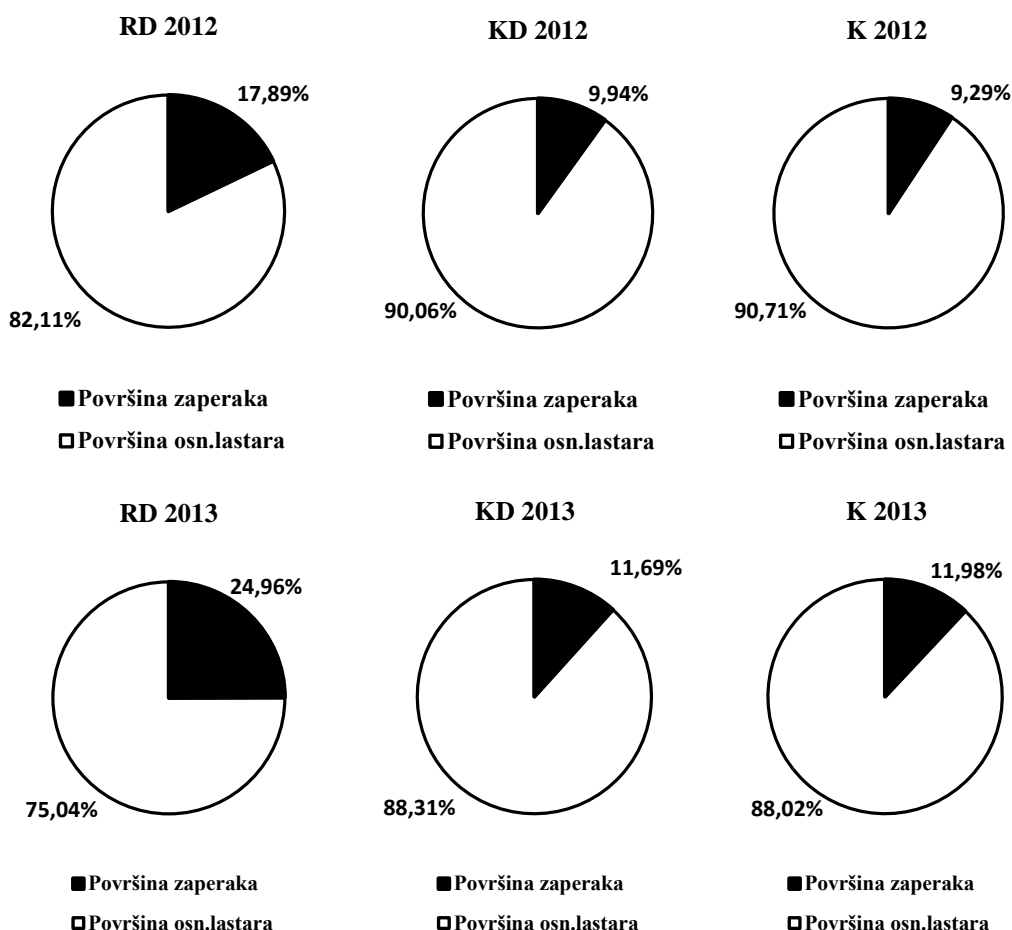 RD 2012
KD 2012
K 2012
17,89%
9,94%
9,29%
82,11%
90,06%
90,71%
Površina zaperaka
Površina zaperaka
Površina zaperaka
Površina osn.lastara
Površina osn.lastara
Površina osn.lastara
RD 2013
KD 2013
K 2013
24,96%
11,69%
11,98%
75,04%
88,31%
88,02%
Površina zaperaka
Površina zaperaka
Površina zaperaka
Površina osn.lastara
Površina osn.lastara
Površina osn.lastara